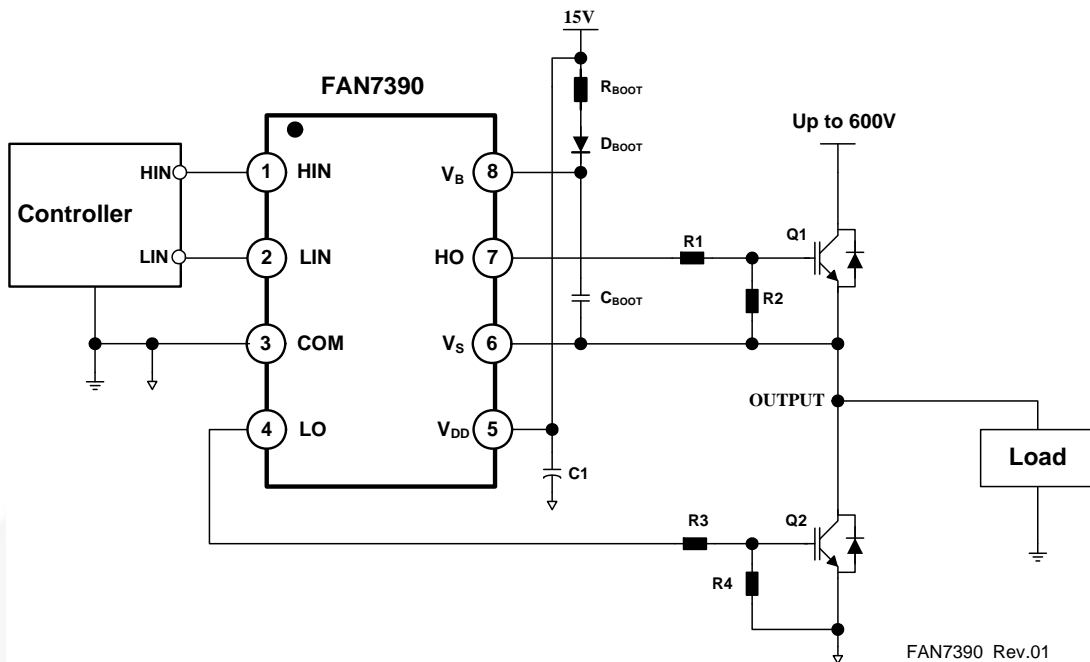 15V
FAN7390
RBOOT
Up to 600V
DBOOT
HIN
1
HIN
VB
8
Controller
R1
Q1
LIN
2
LIN
HO
7
R2
CBOOT
3
COM
VS
6
OUTPUT
4
LO
VDD
5
C1
Load
R3
Q2
R4
FAN7390 Rev.01